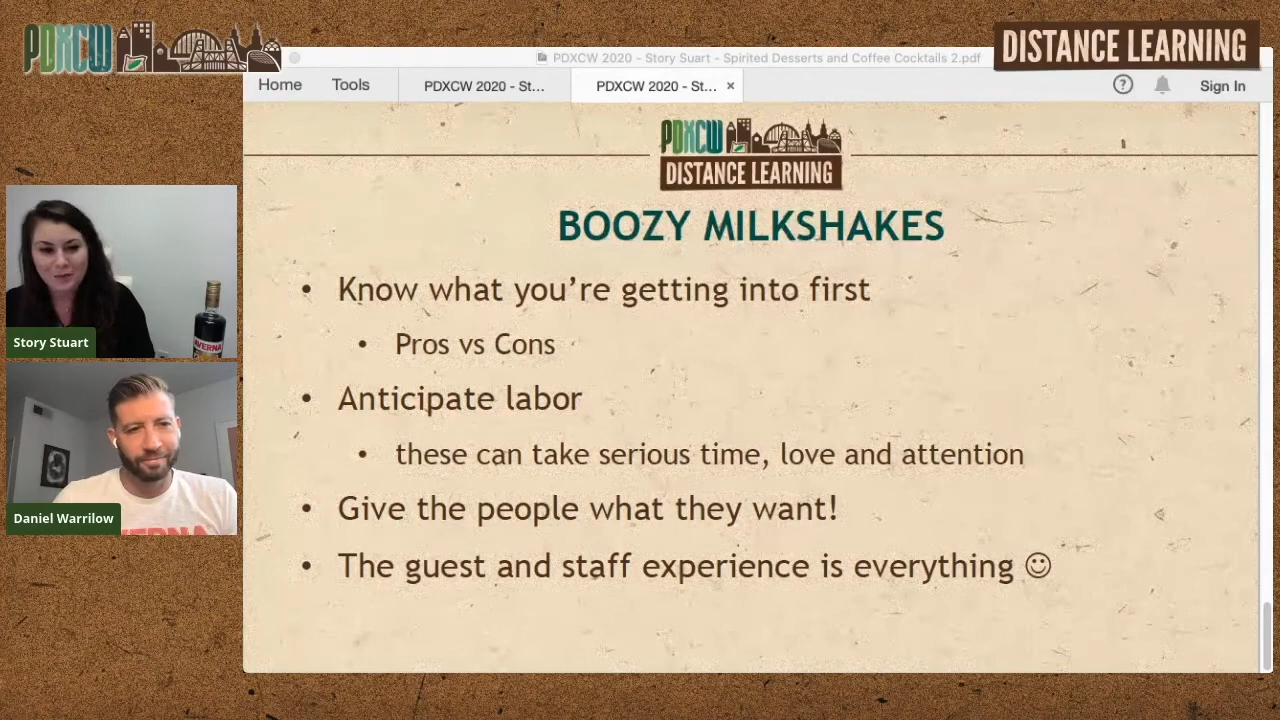 PDXCW
DISTANCE LEARNING
PDXCW 2020 - Story Suart - Spirited Desserts and Coffee Cocktails 2.pdf
Home
Tools
PDXCW 2020 - St...
PDXCW 2020 - St...
×
?
Sign In
PDXCW
DISTANCE LEARNING
BOOZY MILKSHAKES
• Know what you’re getting into first
• Pros vs Cons
• Anticipate labor
• these can take serious time, love and attention
• Give the people what they want!
• The guest and staff experience is everything ☺
AVERNA
Story Stuart
Daniel Warrilow